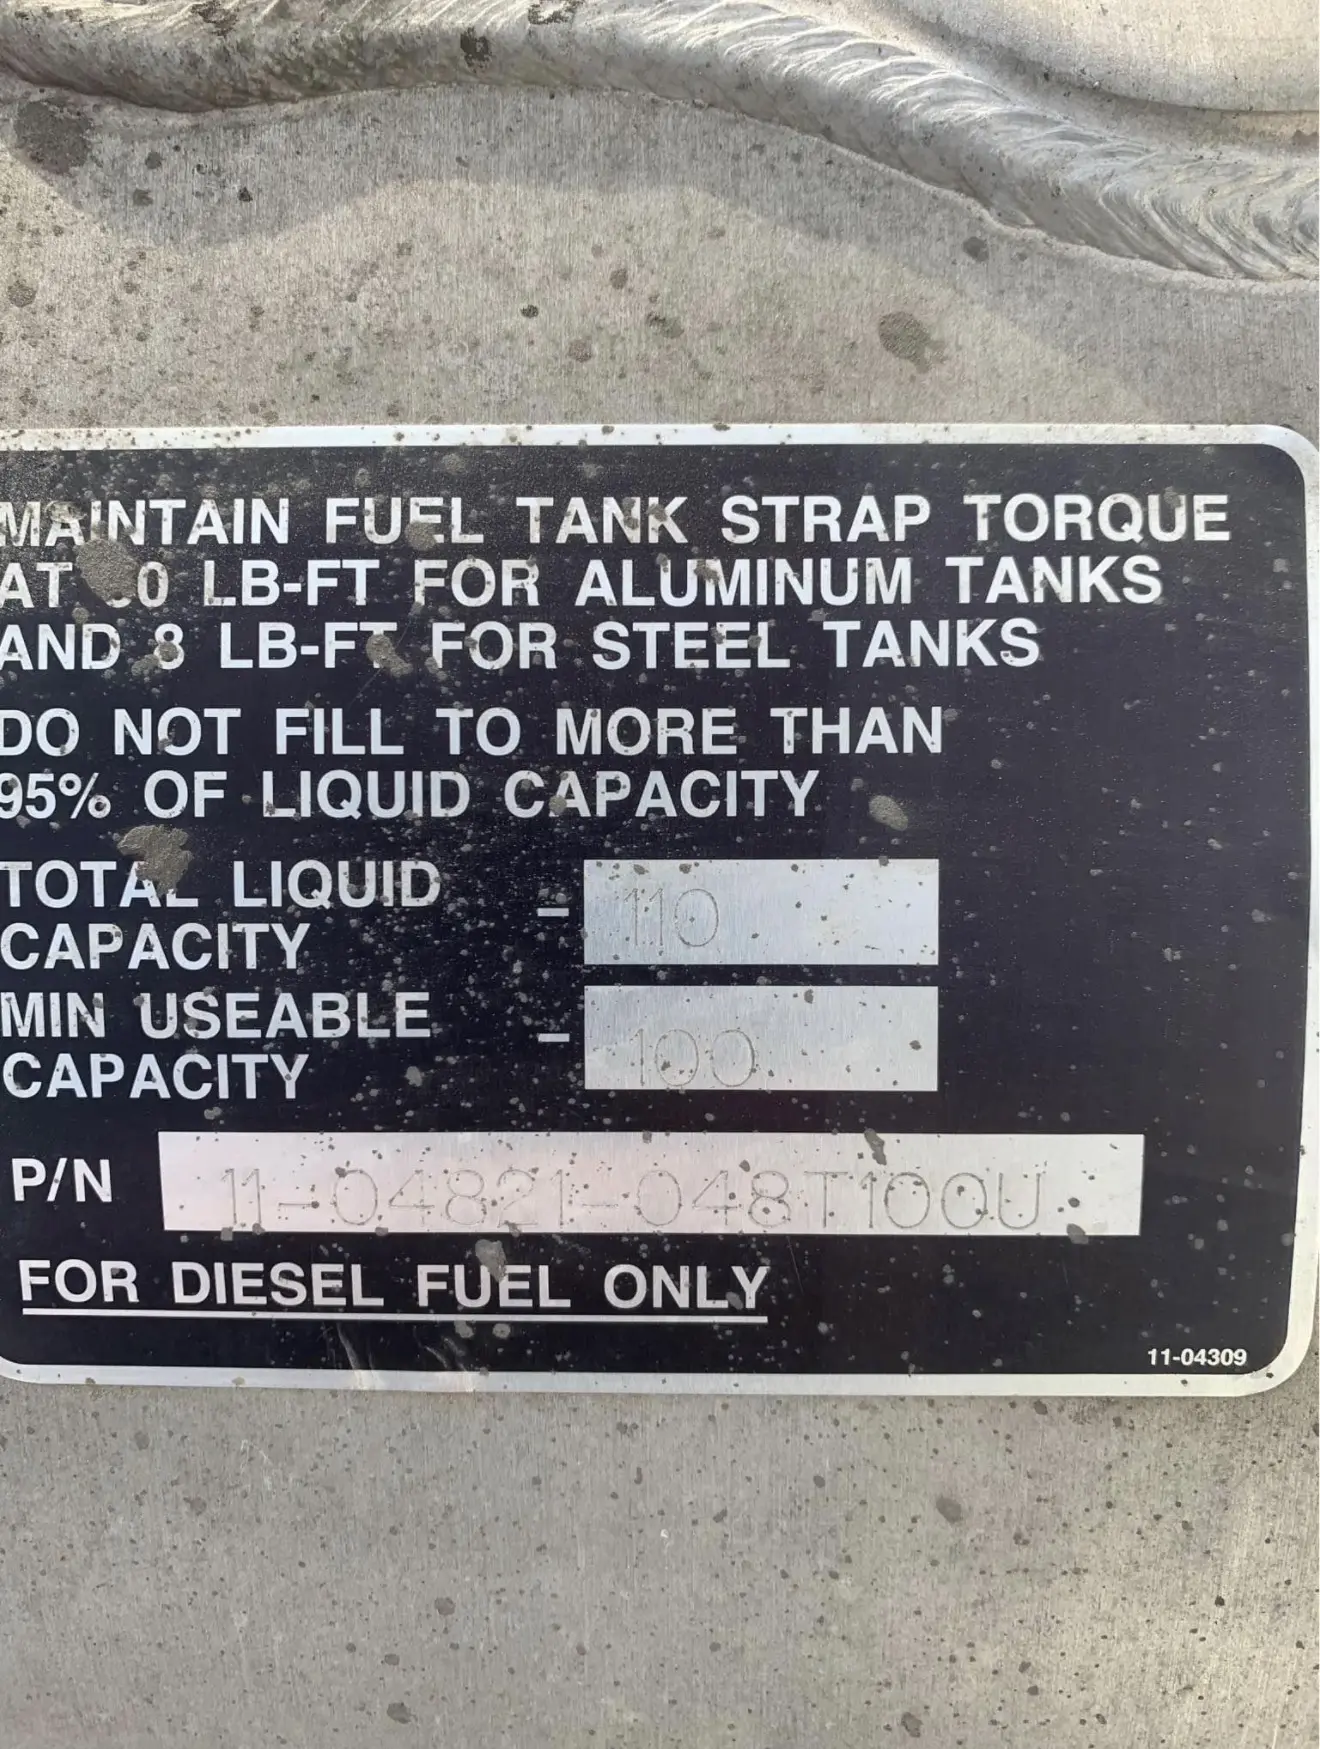 MAINTAIN FUEL TANK STRAP TORQUE
AT LB-FT FOR ALUMINUM TANKS
AND 8 LB-FT FOR STEEL TANKS
DO NOT FILL TO MORE THAN
95% OF LIQUID CAPACITY
TOTAL LIQUID
CAPACITY - 110
MIN USEABLE
CAPACITY - 100
P/N 11-04821-048T100U
FOR DIESEL FUEL ONLY
11-04309